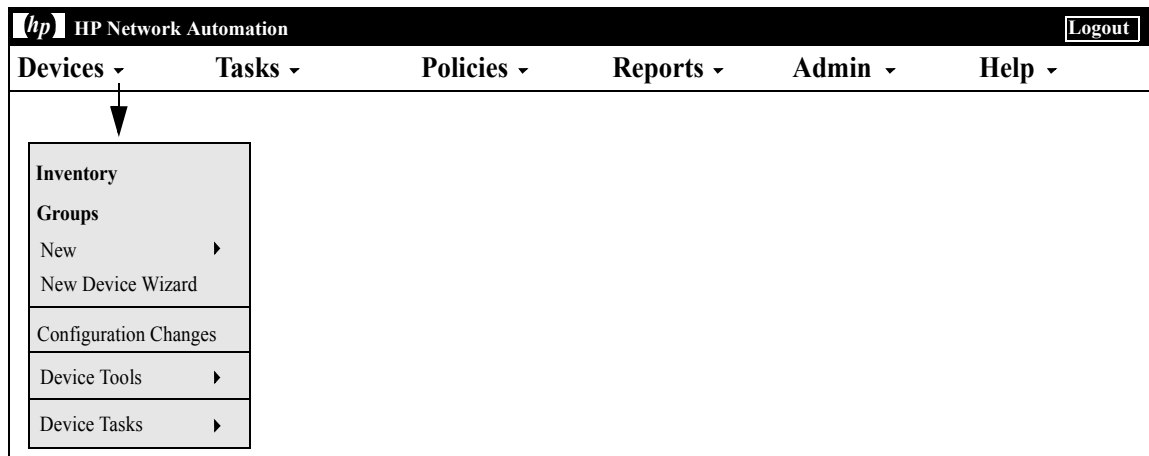 hp HP Network Automation Logout
Devices Tasks Policies Reports Admin Help
Inventory
Groups
New
New Device Wizard
Configuration Changes
Device Tools
Device Tasks